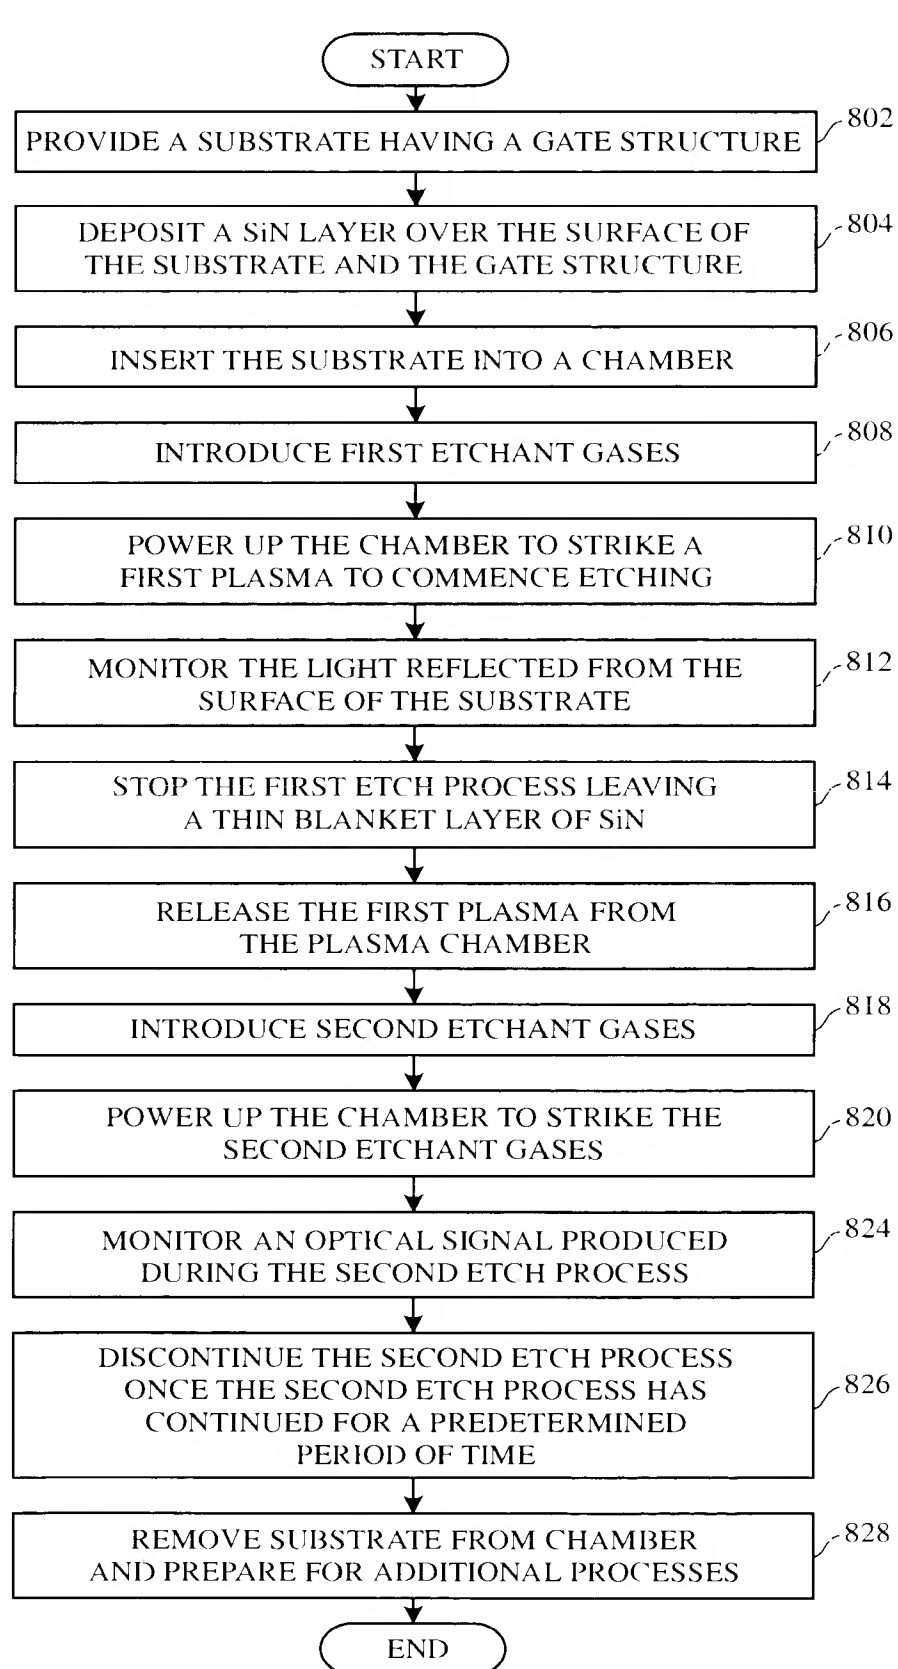 START
PROVIDE A SUBSTRATE HAVING A GATE STRUCTURE
802
DEPOSIT A SiN LAYER OVER THE SURFACE OF
THE SUBSTRATE AND THE GATE STRUCTURE
804
INSERT THE SUBSTRATE INTO A CHAMBER
806
INTRODUCE FIRST ETCHANT GASES
808
POWER UP THE CHAMBER TO STRIKE A
FIRST PLASMA TO COMMENCE ETCHING
810
MONITOR THE LIGHT REFLECTED FROM THE
SURFACE OF THE SUBSTRATE
812
STOP THE FIRST ETCH PROCESS LEAVING
A THIN BLANKET LAYER OF SiN
814
RELEASE THE FIRST PLASMA FROM
THE PLASMA CHAMBER
816
INTRODUCE SECOND ETCHANT GASES
818
POWER UP THE CHAMBER TO STRIKE THE
SECOND ETCHANT GASES
820
MONITOR AN OPTICAL SIGNAL PRODUCED
DURING THE SECOND ETCH PROCESS
824
DISCONTINUE THE SECOND ETCH PROCESS
ONCE THE SECOND ETCH PROCESS HAS
CONTINUED FOR A PREDETERMINED
PERIOD OF TIME
826
REMOVE SUBSTRATE FROM CHAMBER
AND PREPARE FOR ADDITIONAL PROCESSES
828
END